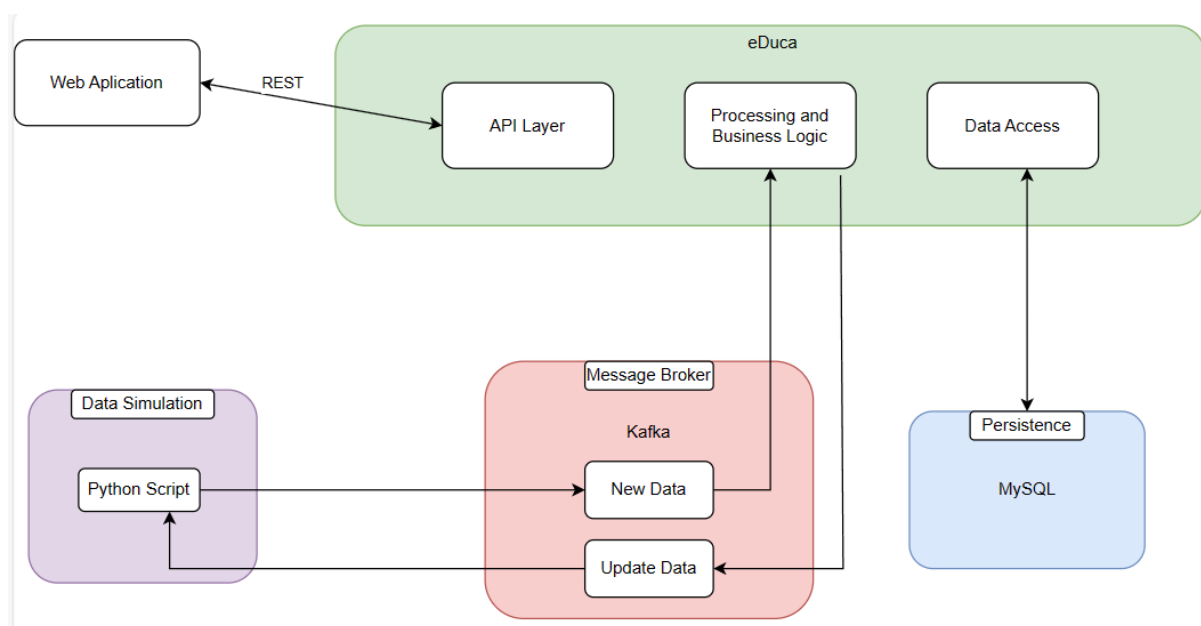 eDuca
Web Aplication
REST
API Layer
Processing and
Business Logic
Data Access
Message Broker
Data Simulation
Kafka
Persistence
Python Script
New Data
MySQL
Update Data